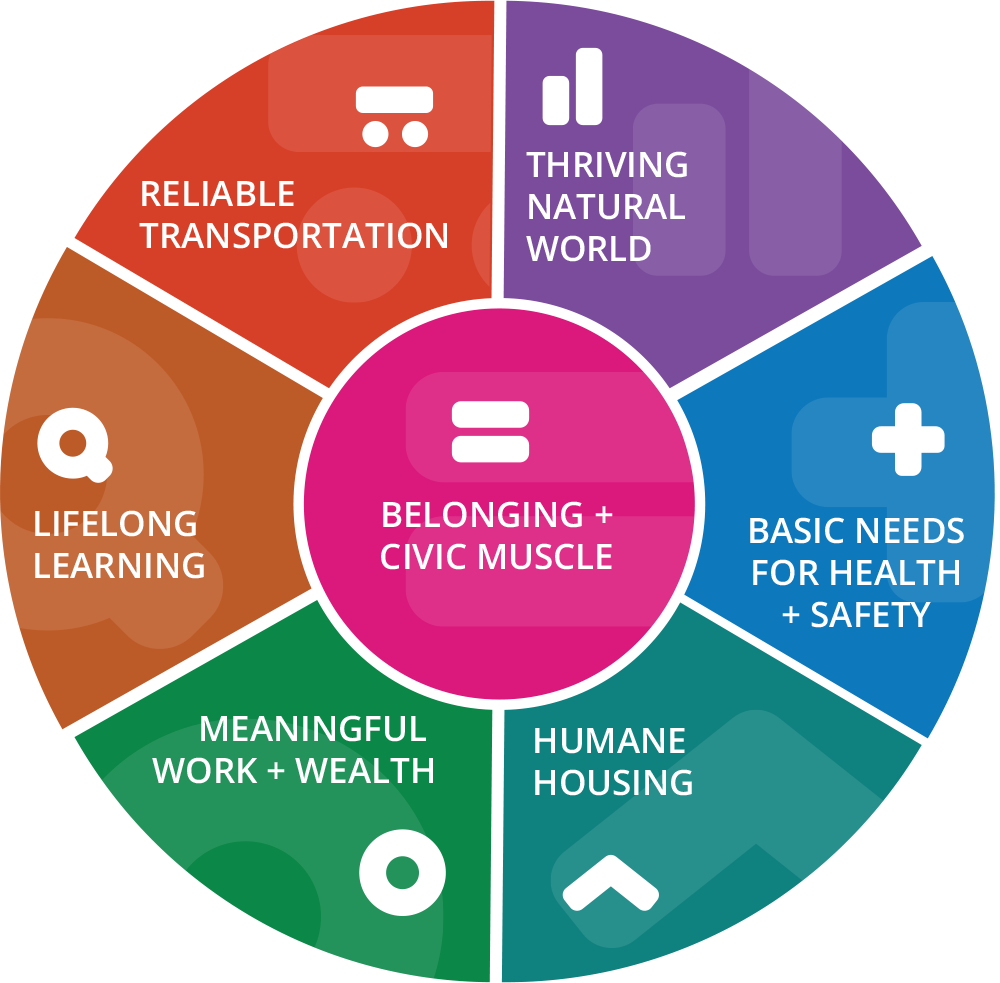 RELIABLE
TRANSPORTATION
THRIVING
NATURAL
WORLD
LIFELONG
LEARNING
BELONGING +
CIVIC MUSCLE
BASIC NEEDS
FOR HEALTH
+ SAFETY
MEANINGFUL
WORK + WEALTH
HUMANE
HOUSING